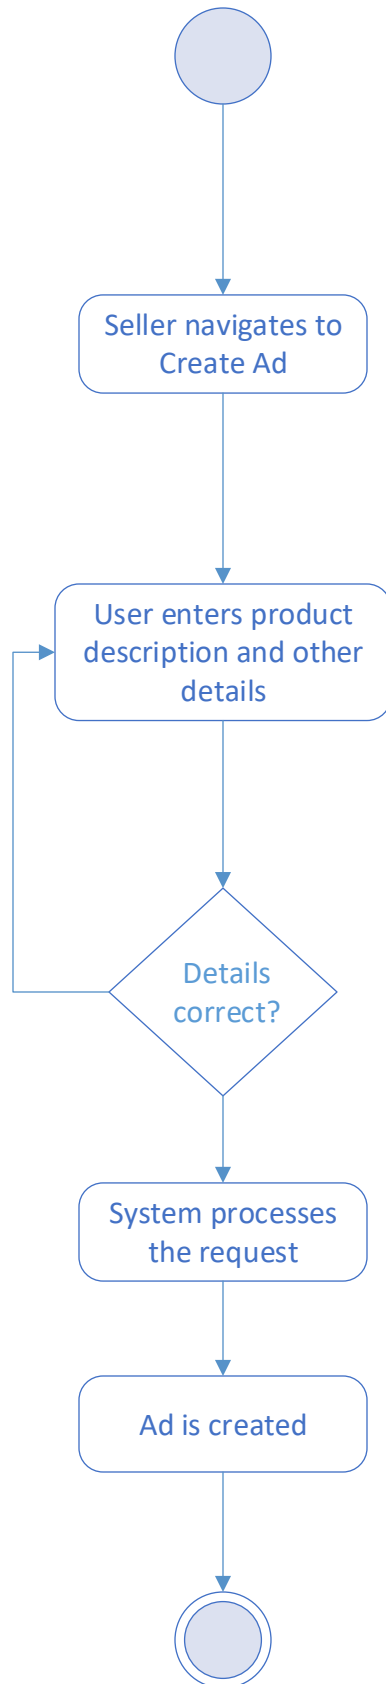 Seller navigates to
Create Ad
User enters product
description and other
details
Details
correct?
System processes
the request
Ad is created